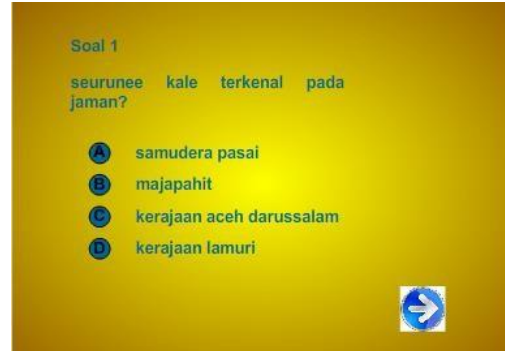 Soal 1
seurunee kale terkenal pada
jaman?
A samudera pasai
B majapahit
C kerajaan aceh darussalam
D kerajaan lamuri